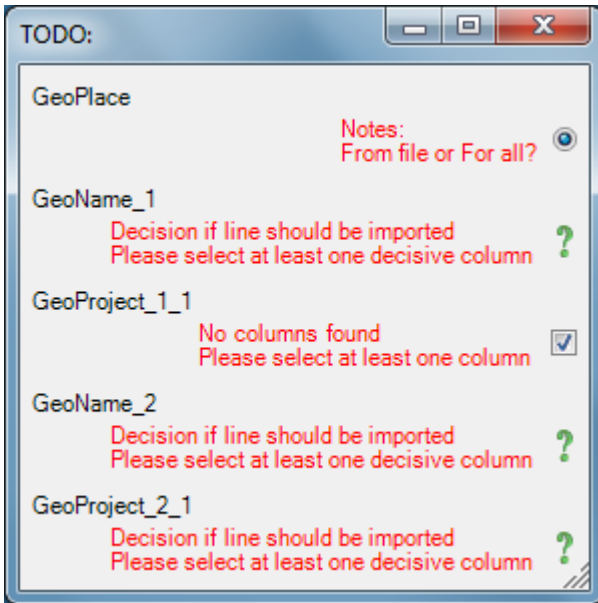 TODO:
GeoPlace
Notes:
From file or For all?
GeoName_1
Decision if line should be imported
Please select at least one decisive column
GeoProject_1_1
No columns found
Please select at least one column
GeoName_2
Decision if line should be imported
Please select at least one decisive column
GeoProject_2_1
Decision if line should be imported
Please select at least one decisive column